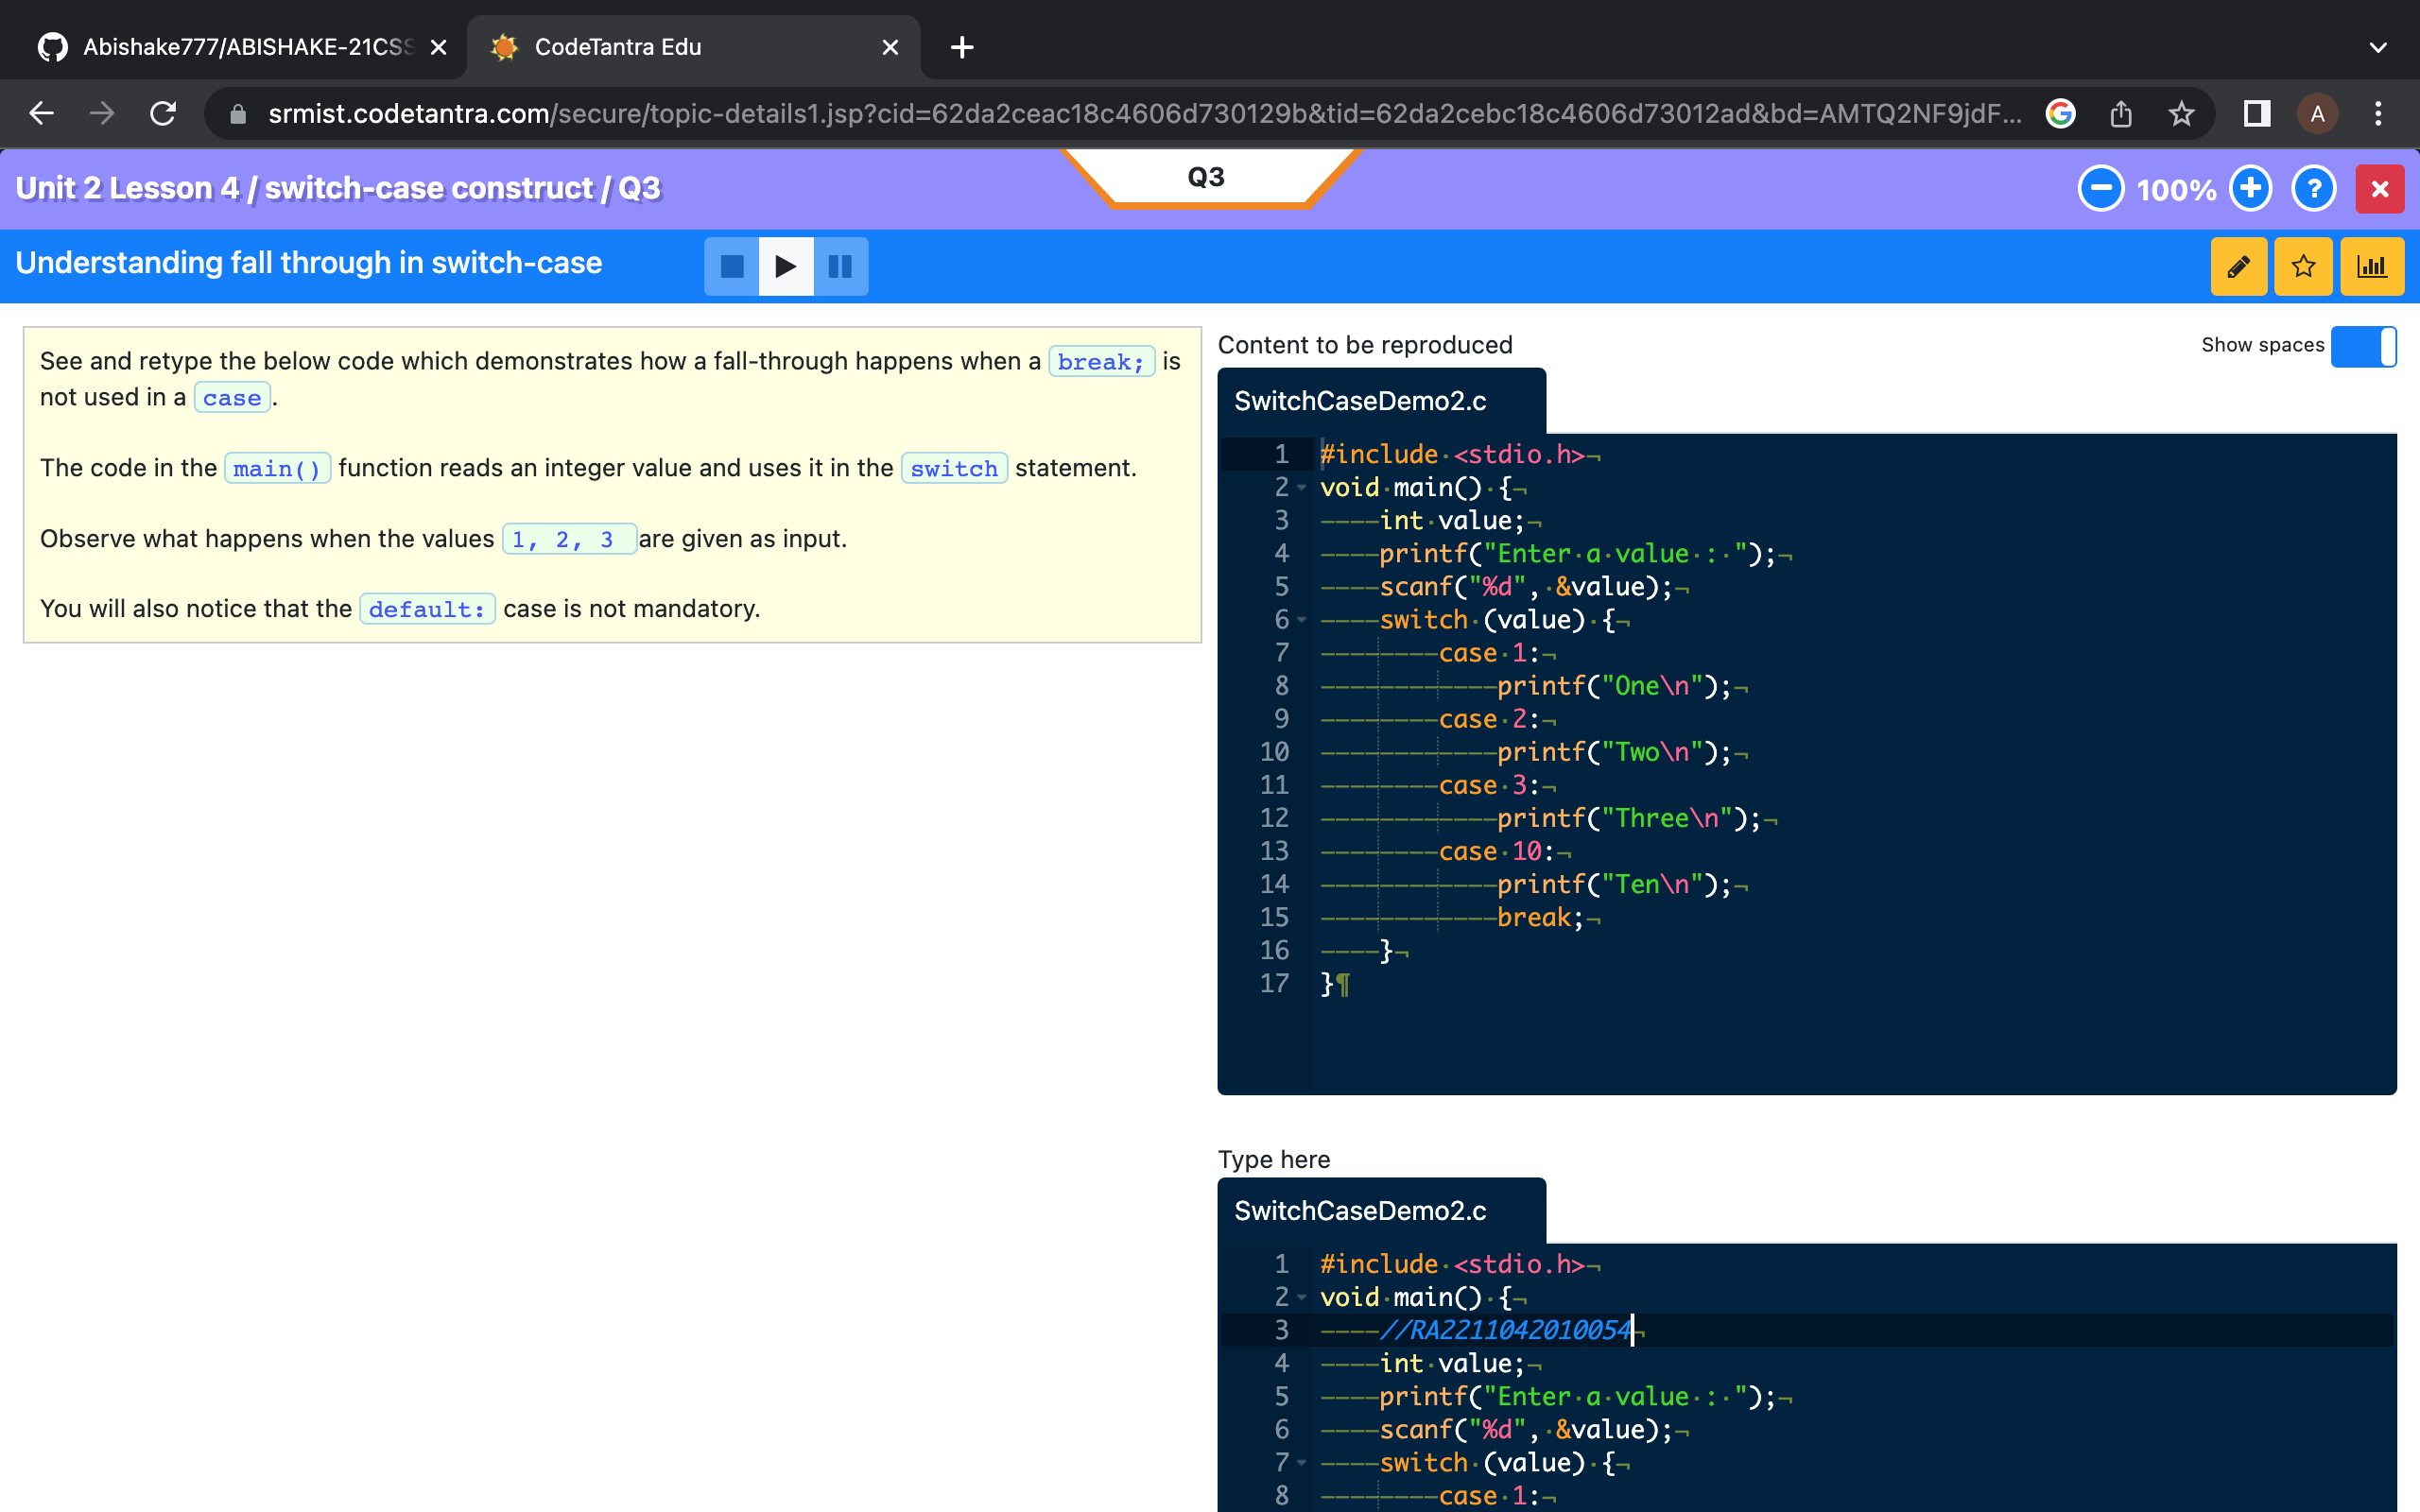 Abishake777/ABISHAKE-21CSS
CodeTantra Edu
srmist.codetantra.com/secure/topic-details1.jsp?cid=62da2ceac18c4606d730129b&tid=62da2cebc18c4606d73012ad&bd=AMTQ2NF9jdF...
A
Unit 2 Lesson 4 / switch-case construct / Q3
Q3
100%
?
Understanding fall through in switch-case
See and retype the below code which demonstrates how a fall-through happens when a break; is
not used in a case.
The code in the main() function reads an integer value and uses it in the switch statement.
Observe what happens when the values 1, 2, 3 are given as input.
You will also notice that the default: case is not mandatory.
Content to be reproduced
Show spaces
SwitchCaseDemo2.c
1 #include <stdio.h>
2 void main() {
3 int value;
4 printf("Enter a value : ");
5 scanf("%d", &value);
6 switch (value) {
7 case 1:
8 printf("One\n");
9 case 2:
10 printf("Two\n");
11 case 3:
12 printf("Three\n");
13 case 10:
14 printf("Ten\n");
15 break;
16 }
17 }¶
Type here
SwitchCaseDemo2.c
1 #include <stdio.h>
2 void main() {
3 //RA2211042010054
4 int value;
5 printf("Enter a value : ");
6 scanf("%d", &value);
7 switch (value) {
8 case 1: